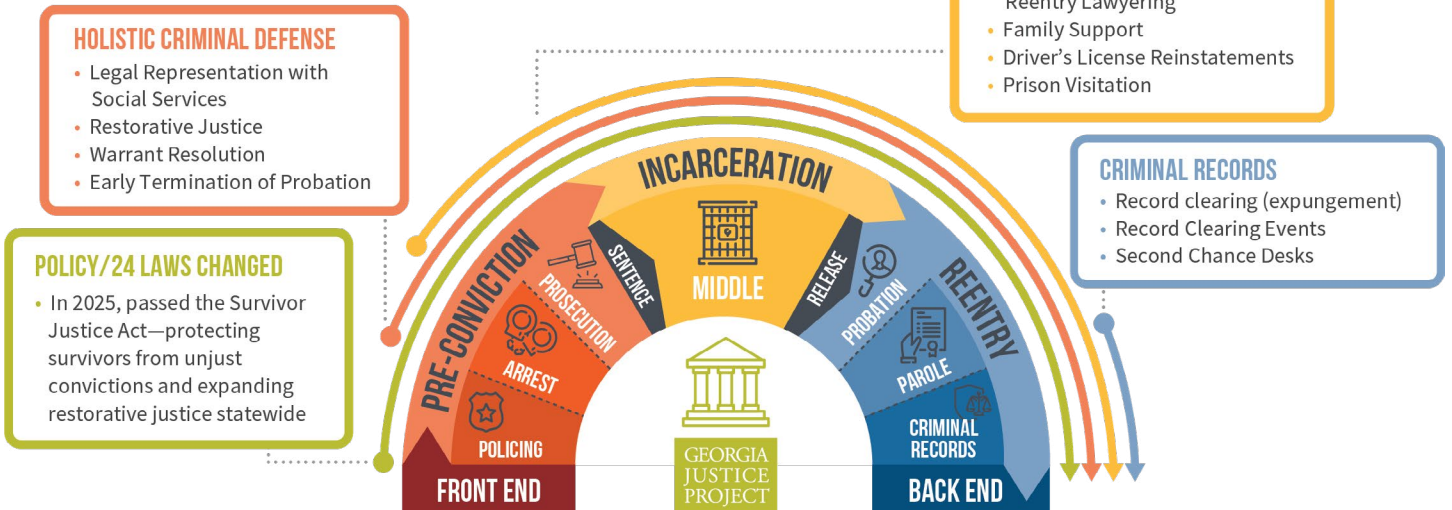 HOLISTIC CRIMINAL DEFENSE
• Legal Representation with
Social Services
• Restorative Justice
• Warrant Resolution
• Early Termination of Probation
POLICY/24 LAWS CHANGED
• In 2025, passed the Survivor
Justice Act—protecting
survivors from unjust
convictions and expanding
restorative justice statewide
Reentry Lawyering
• Family Support
• Driver’s License Reinstatements
• Prison Visitation
CRIMINAL RECORDS
• Record clearing (expungement)
• Record Clearing Events
• Second Chance Desks
PRE-CONVICTION
INCARCERATION
REENTRY
FRONT END
POLICING
ARREST
PROSECUTION
SENTENCE
MIDDLE
RELEASE
PROBATION
PAROLE
CRIMINAL
RECORDS
BACK END
GEORGIA
JUSTICE
PROJECT